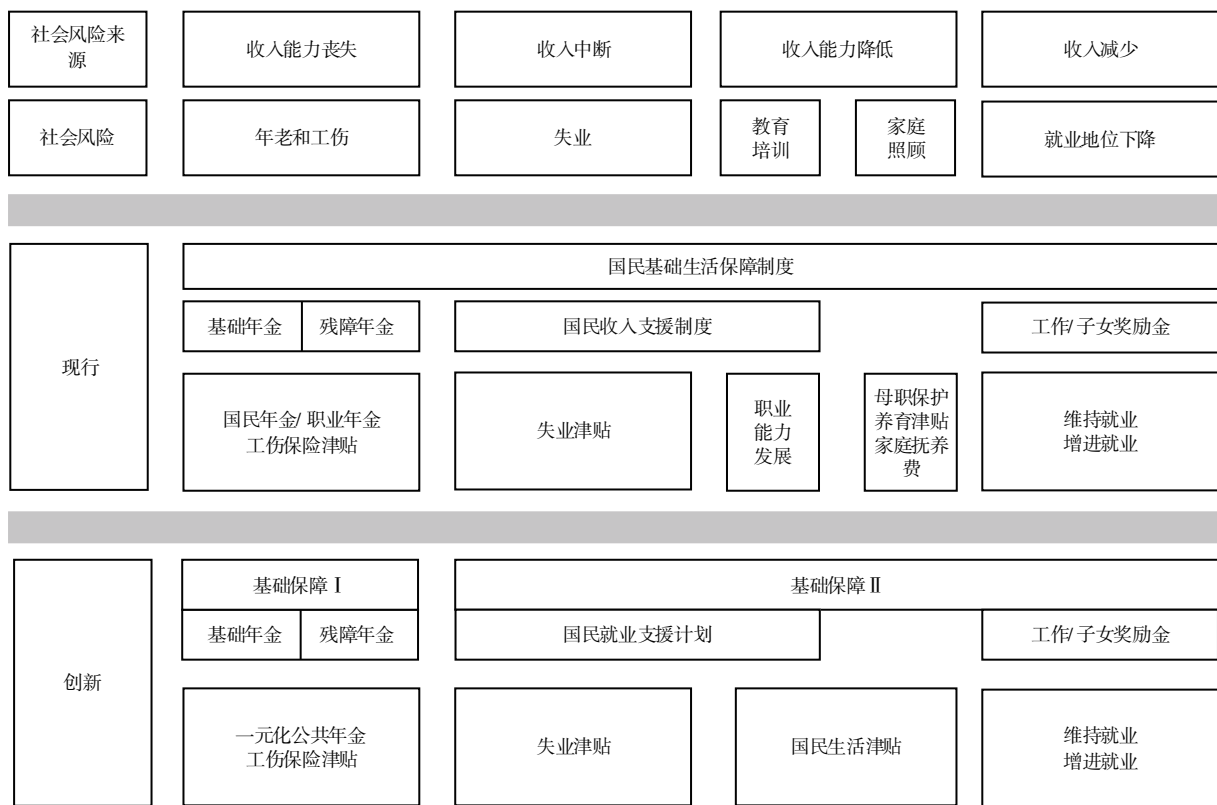 社会风险来
源
收入能力丧失
收入中断
收入能力降低
收入减少
社会风险
年老和工伤
失业
教育
培训
家庭
照顾
就业地位下降
现行
国民基础生活保障制度
基础年金
残障年金
国民收入支援制度
工作/子女奖励金
国民年金/职业年金
工伤保险津贴
失业津贴
职业
能力
发展
母职保护
养育津贴
家庭抚养
费
维持就业
增进就业
创新
基础保障Ⅰ
基础保障Ⅱ
基础年金
残障年金
国民就业支援计划
工作/子女奖励金
一元化公共年金
工伤保险津贴
失业津贴
国民生活津贴
维持就业
增进就业